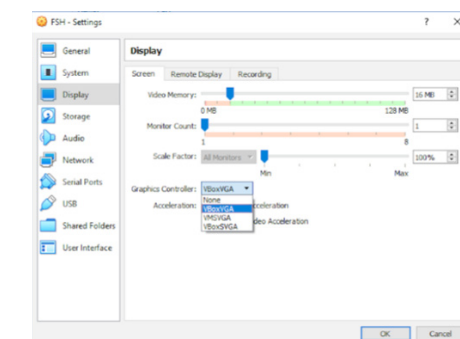 FSH - Settings
?
General
System
Display
Storage
Audio
Network
Serial Ports
USB
Shared Folders
User Interface
Display
Screen Remote Display Recording
Video Memory: 16 MB
0 MB 128 MB
Monitor Count: 1
1 8
Scale Factor: All Monitors 100%
Min Max
Graphics Controller: VBoxVGA
None
VBoxVGA
VMSVGA
VBoxSVGA
Acceleration: cceleration
deo Acceleration
OK Cancel